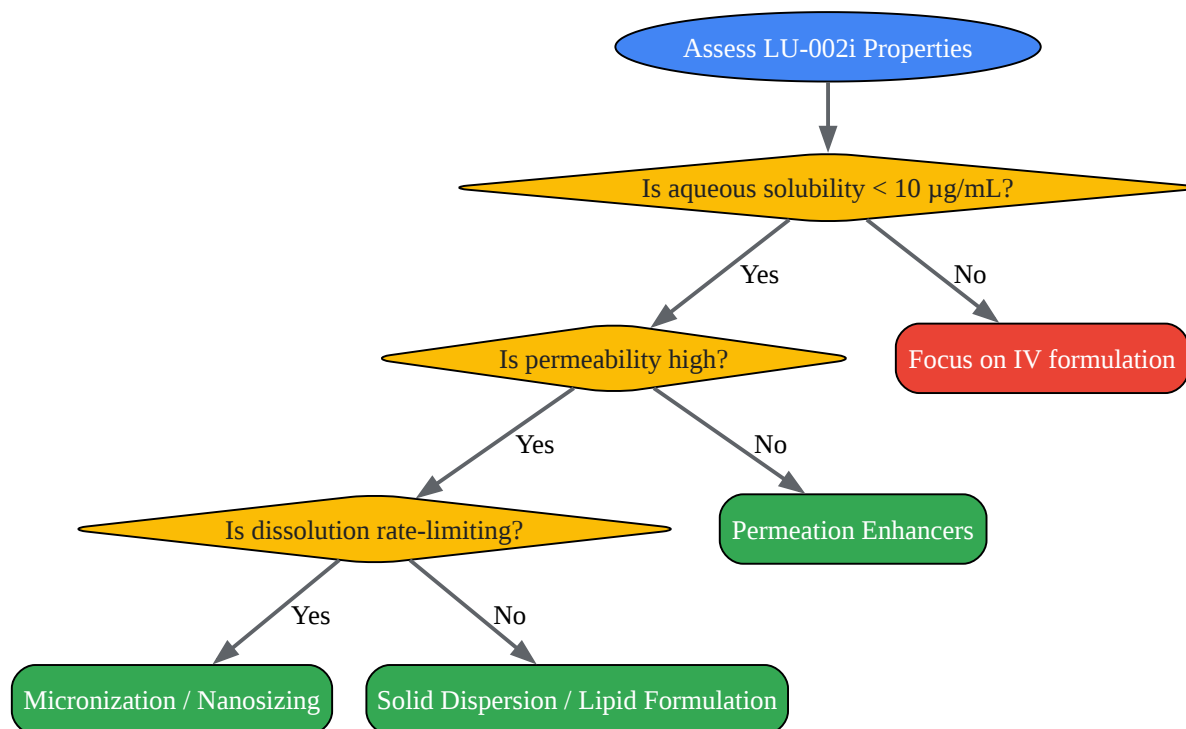 Assess LU-002i Properties
Is aqueous solubility < 10 µg/mL?
Yes
No
Is permeability high?
Focus on IV formulation
Yes
No
Is dissolution rate-limiting?
Permeation Enhancers
Yes
No
Micronization / Nanosizing
Solid Dispersion / Lipid Formulation